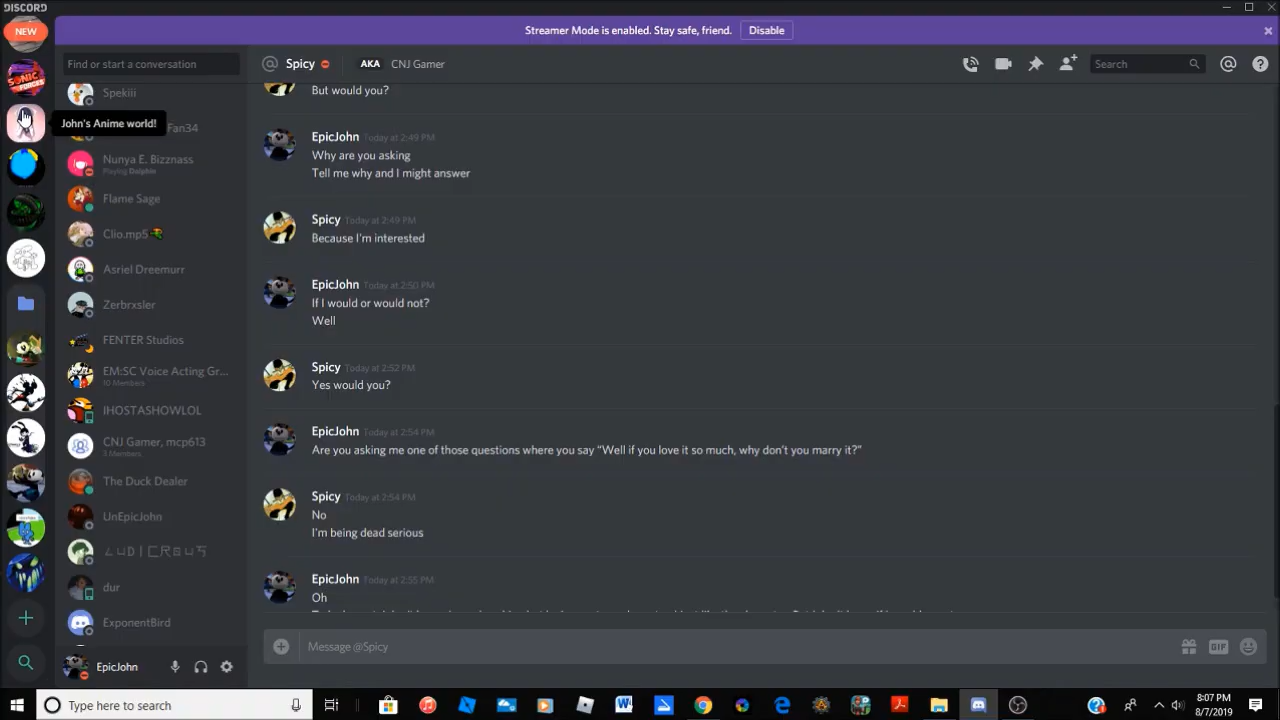 DISCORD
NEW
Streamer Mode is enabled. Stay safe, friend. Disable
Find or start a conversation
Spicy AKA CNJ Gamer
Search
SONIC FORCES
John's Anime world!
Spekiii
Fan34
Nunya E. Bizznass
Playing Dolphin
Flame Sage
Clio.mp5
Asriel Dreemurr
Zerbrxsler
FENTER Studios
EM:SC Voice Acting Gr...
10 Members
IHOSTASHOWLOL
CNJ Gamer, mcp613
3 Members
The Duck Dealer
UnEpicJohn
dur
ExponentBird
EpicJohn
But would you?
EpicJohn Today at 2:49 PM
Why are you asking
Tell me why and I might answer
Spicy Today at 2:49 PM
Because I'm interested
EpicJohn Today at 2:50 PM
If I would or would not?
Well
Spicy Today at 2:52 PM
Yes would you?
EpicJohn Today at 2:54 PM
Are you asking me one of those questions where you say “Well if you love it so much, why don't you marry it?”
Spicy Today at 2:54 PM
No
I'm being dead serious
EpicJohn Today at 2:55 PM
Oh
Message @Spicy
GIF
Type here to search
8:07 PM
8/7/2019